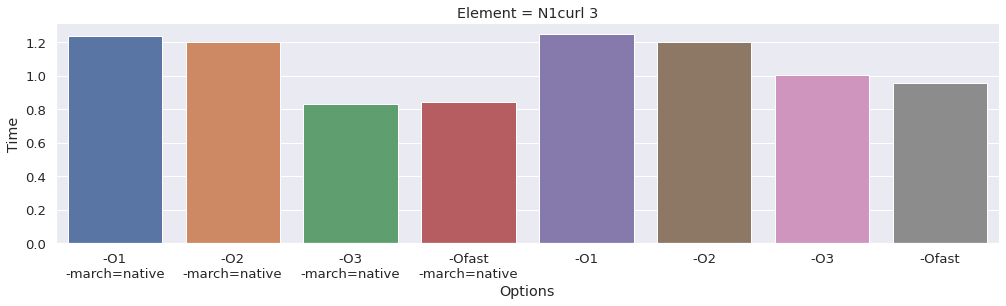 Element = N1curl 3
Time
1.2
1.0
0.8
0.6
0.4
0.2
0.0
-O1
-march=native
-O2
-march=native
-O3
-march=native
-Ofast
-march=native
-O1
-O2
-O3
-Ofast
Options